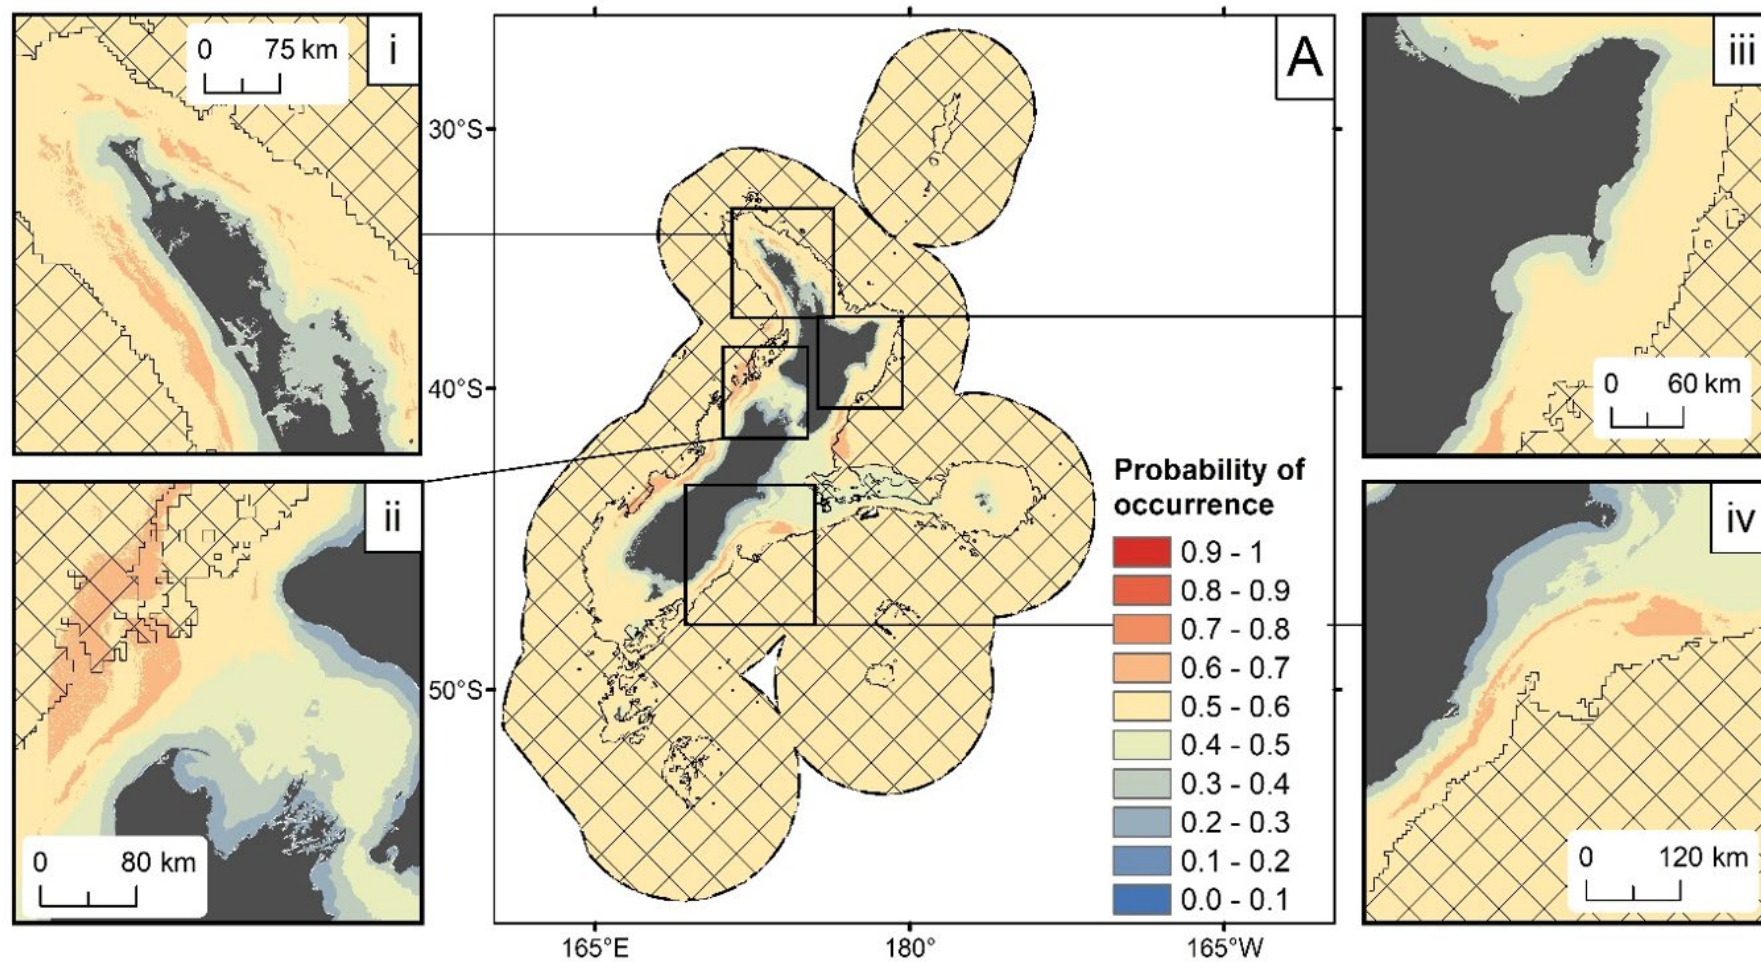 i
0 75 km
A
iii
0 60 km
30°S
40°S
50°S
ii
0 80 km
Probability of
occurrence
0.9 - 1
0.8 - 0.9
0.7 - 0.8
0.6 - 0.7
0.5 - 0.6
0.4 - 0.5
0.3 - 0.4
0.2 - 0.3
0.1 - 0.2
0.0 - 0.1
iv
0 120 km
165°E 180° 165°W